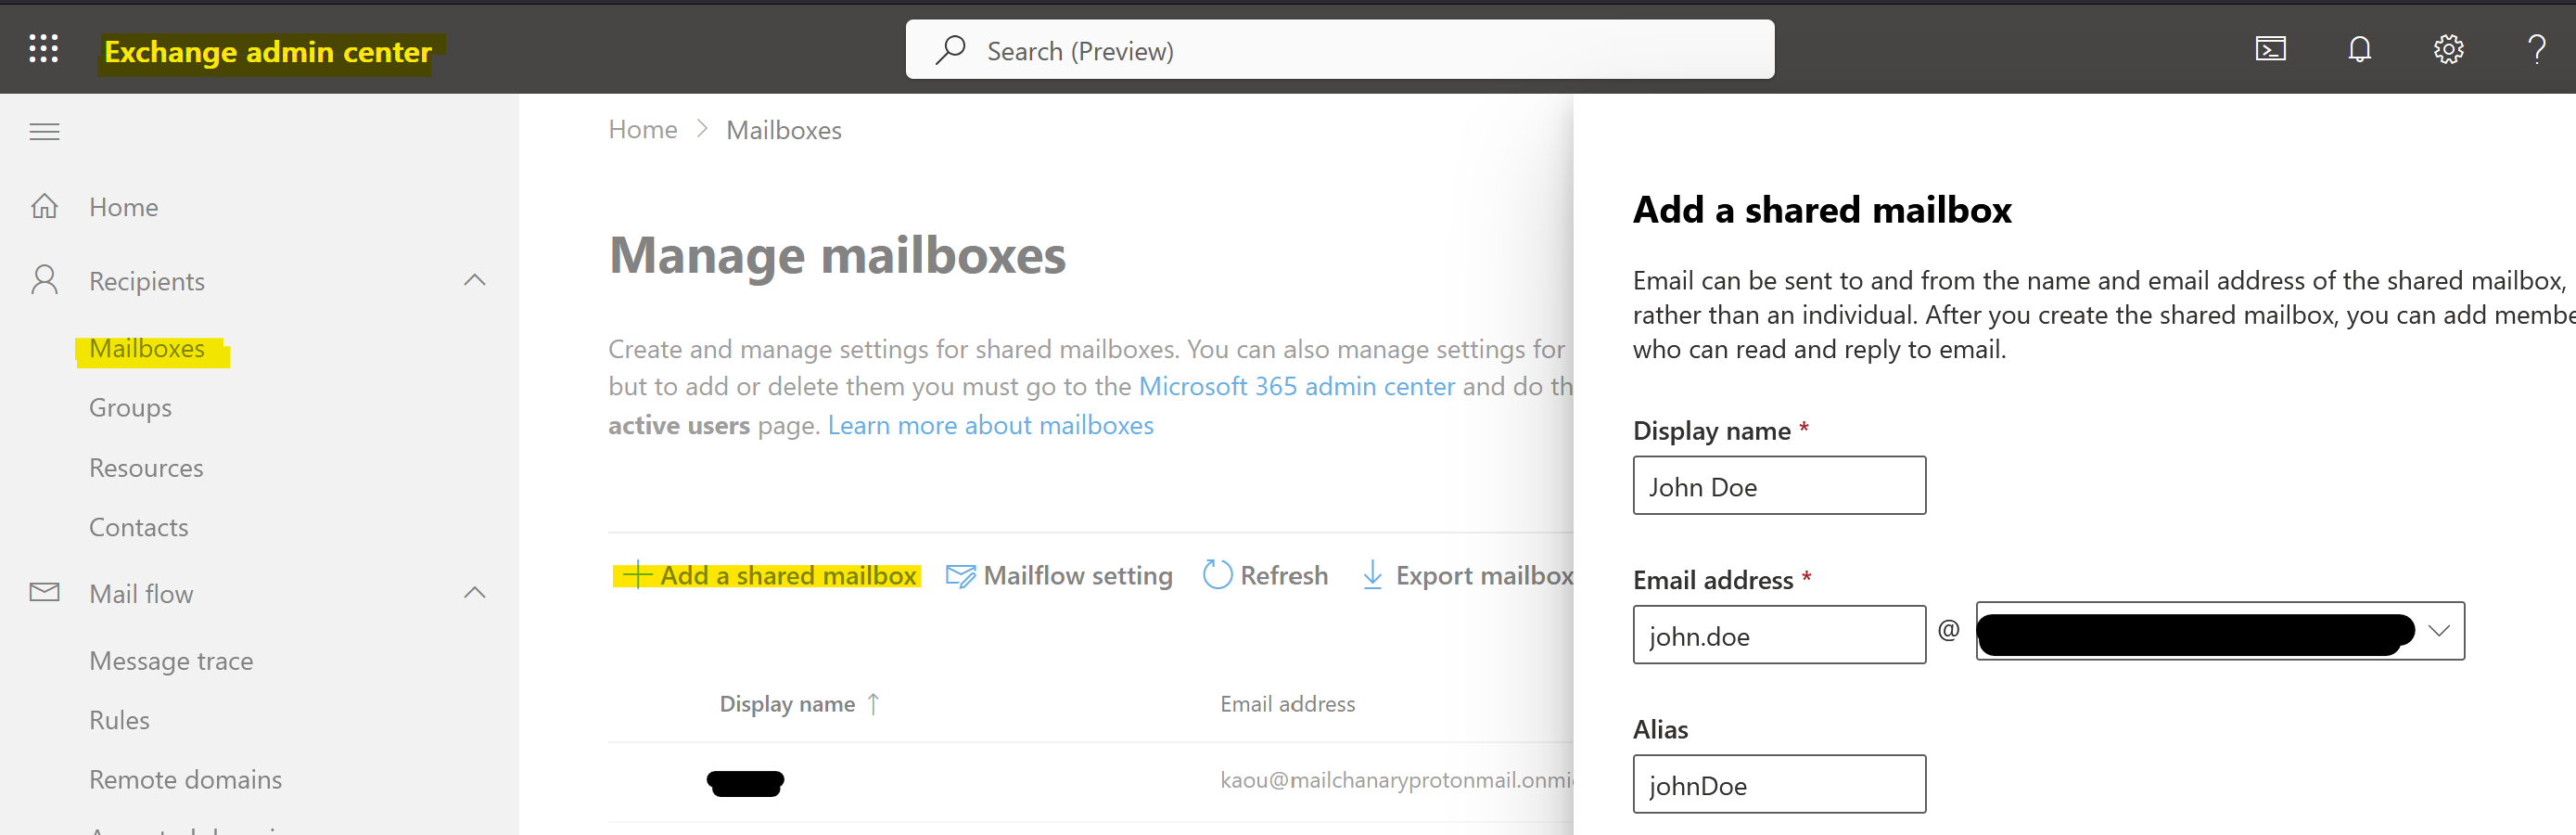 Exchange admin center
Search (Preview)
Home
Recipients
Mailboxes
Groups
Resources
Contacts
Mail flow
Message trace
Rules
Remote domains
Home > Mailboxes
Manage mailboxes
Create and manage settings for shared mailboxes. You can also manage settings for
but to add or delete them you must go to the Microsoft 365 admin center and do th
active users page. Learn more about mailboxes
Add a shared mailbox Mailflow setting Refresh Export mailbox
Display name ↑ Email address
kaou@mailchanaryprotonmail.onmi
Add a shared mailbox
Email can be sent to and from the name and email address of the shared mailbox,
rather than an individual. After you create the shared mailbox, you can add membe
who can read and reply to email.
Display name *
John Doe
Email address *
john.doe @
Alias
johnDoe